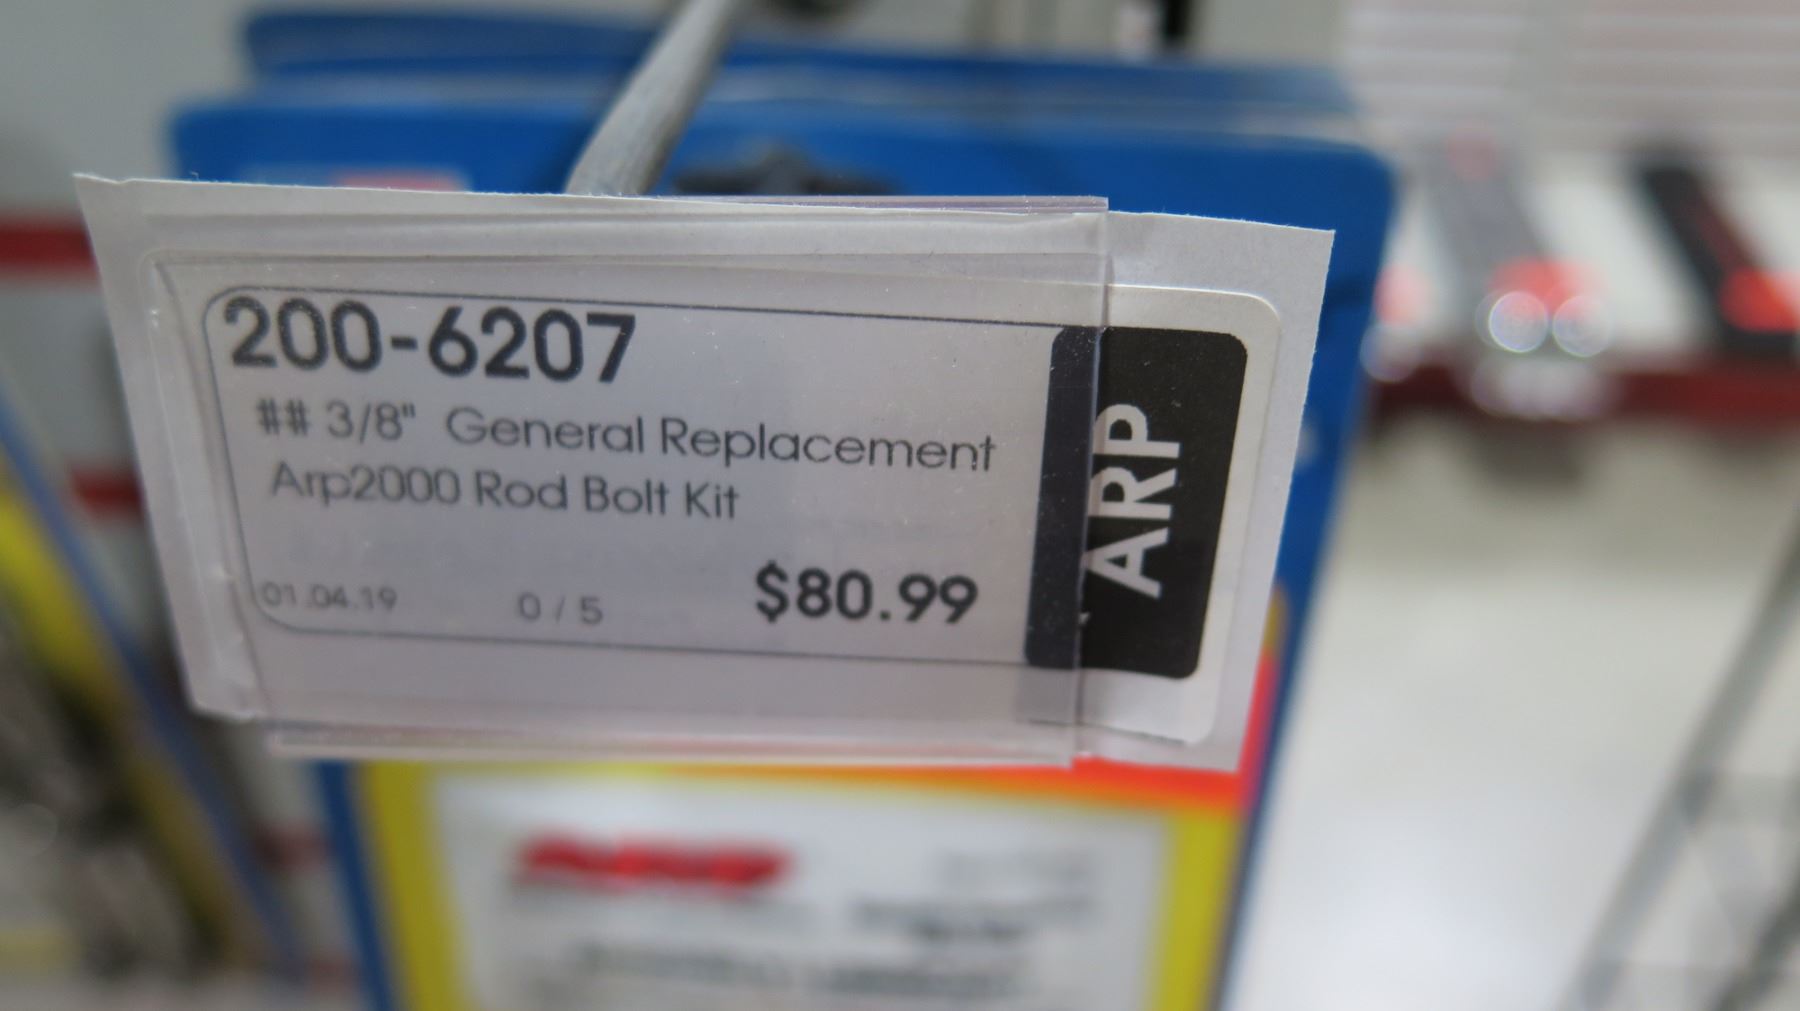 200-6207
## 3/8" General Replacement
Arp2000 Rod Bolt Kit
01.04.19 0 / 5 $80.99
ARP